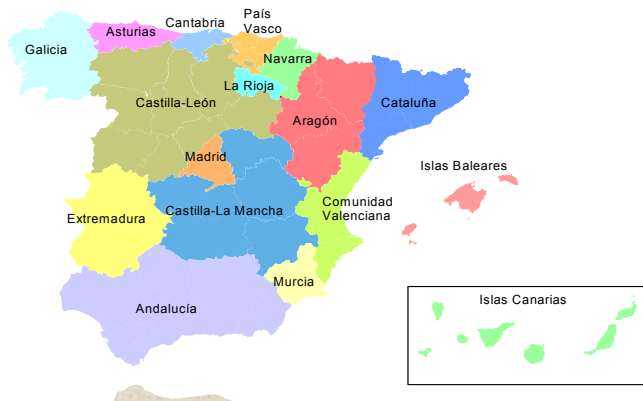 País
Vasco
Cantabria
Asturias
Galicia
Navarra
La Rioja
Castilla-León
Cataluña
Aragón
Madrid
Islas Baleares
Comunidad
Valenciana
Castilla-La Mancha
Extremadura
Murcia
Andalucía
Islas Canarias